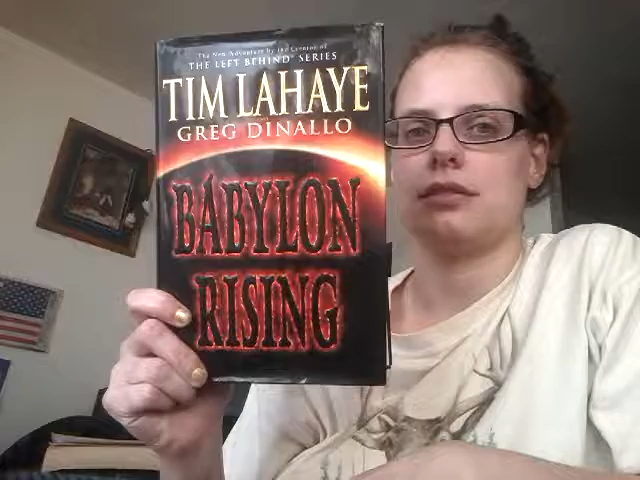 The New Adventure by the Creator of
THE LEFT BEHIND® SERIES
TIM LAHAYE
GREG DINALLO
BABYLON
RISING